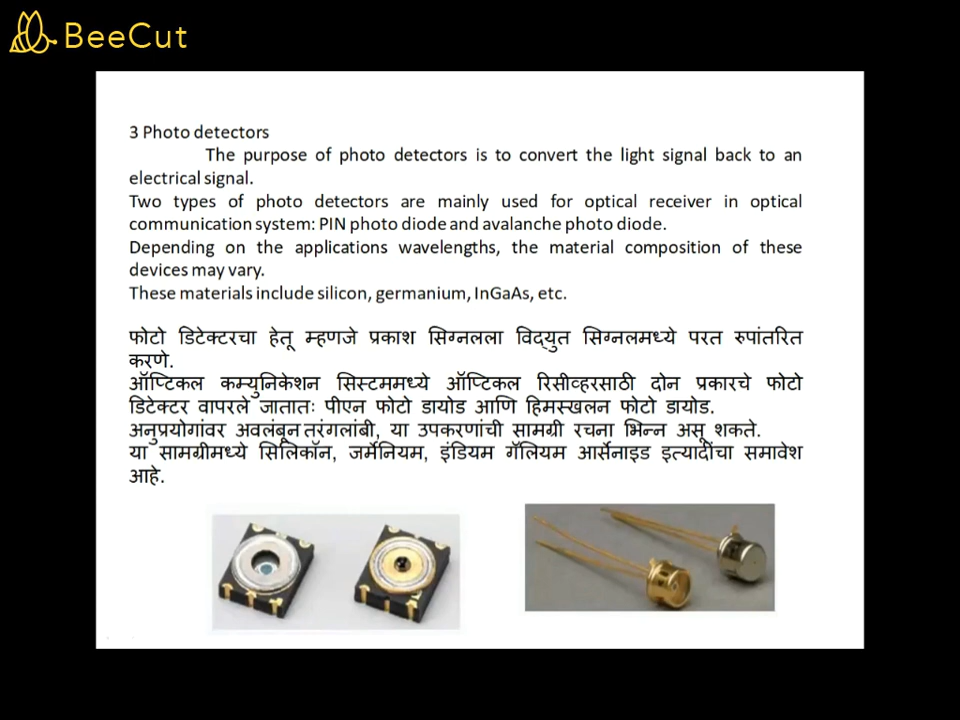 BeeCut
3 Photo detectors
The purpose of photo detectors is to convert the light signal back to an
electrical signal.
Two types of photo detectors are mainly used for optical receiver in optical
communication system: PIN photo diode and avalanche photo diode.
Depending on the applications wavelengths, the material composition of these
devices may vary.
These materials include silicon, germanium, InGaAs, etc.
फोटो डिटेक्टरचा हेतू म्हणजे प्रकाश सिग्नलला विद्युत सिग्नलमध्ये परत रुपांतरित
करणे.
ऑप्टिकल कम्युनिकेशन सिस्टममध्ये ऑप्टिकल रिसीव्हरसाठी दोन प्रकारचे फोटो
डिटेक्टर वापरले जातातः पीएन फोटो डायोड आणि हिमस्खलन फोटो डायोड.
अनुप्रयोगांवर अवलंबून तरंगलांबी, या उपकरणांची सामग्री रचना भिन्न असू शकते.
या सामग्रीमध्ये सिलिकॉन, जर्मेनियम, इंडियम गॅलियम आर्सेनाइड इत्यादींचा समावेश
आहे.